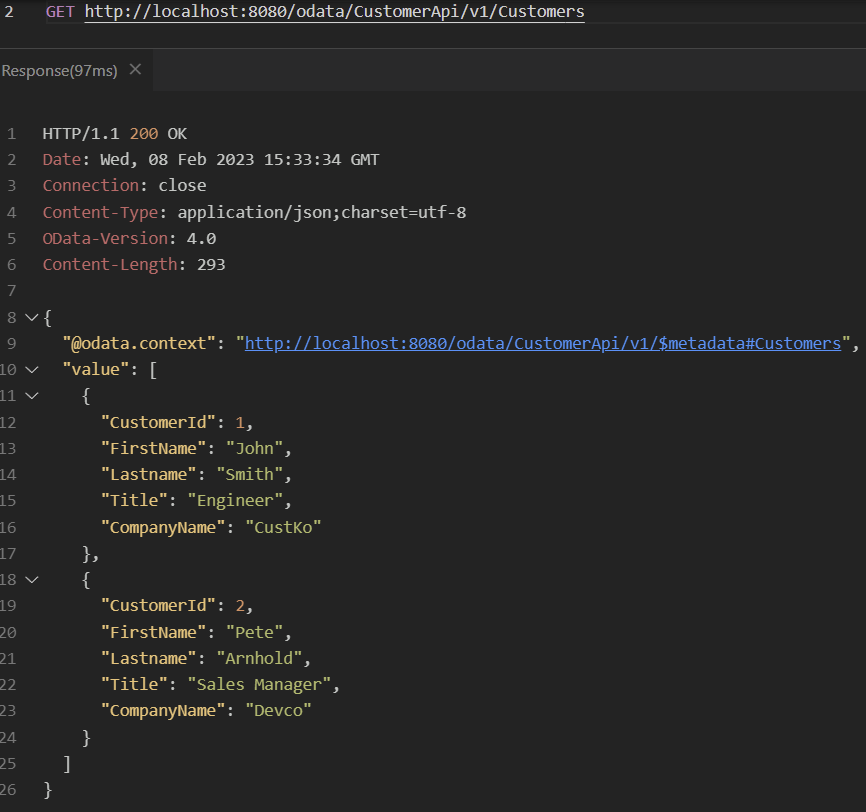 2 GET http://localhost:8080/odata/CustomerApi/v1/Customers
Response(97ms) ×
1 HTTP/1.1 200 OK
2 Date: Wed, 08 Feb 2023 15:33:34 GMT
3 Connection: close
4 Content-Type: application/json;charset=utf-8
5 OData-Version: 4.0
6 Content-Length: 293
7
8 {
9 "@odata.context": "http://localhost:8080/odata/CustomerApi/v1/$metadata#Customers",
10 "value": [
11 {
12 "CustomerId": 1,
13 "FirstName": "John",
14 "Lastname": "Smith",
15 "Title": "Engineer",
16 "CompanyName": "CustKo"
17 },
18 {
19 "CustomerId": 2,
20 "FirstName": "Pete",
21 "Lastname": "Arnhold",
22 "Title": "Sales Manager",
23 "CompanyName": "Devco"
24 }
25 ]
26 }